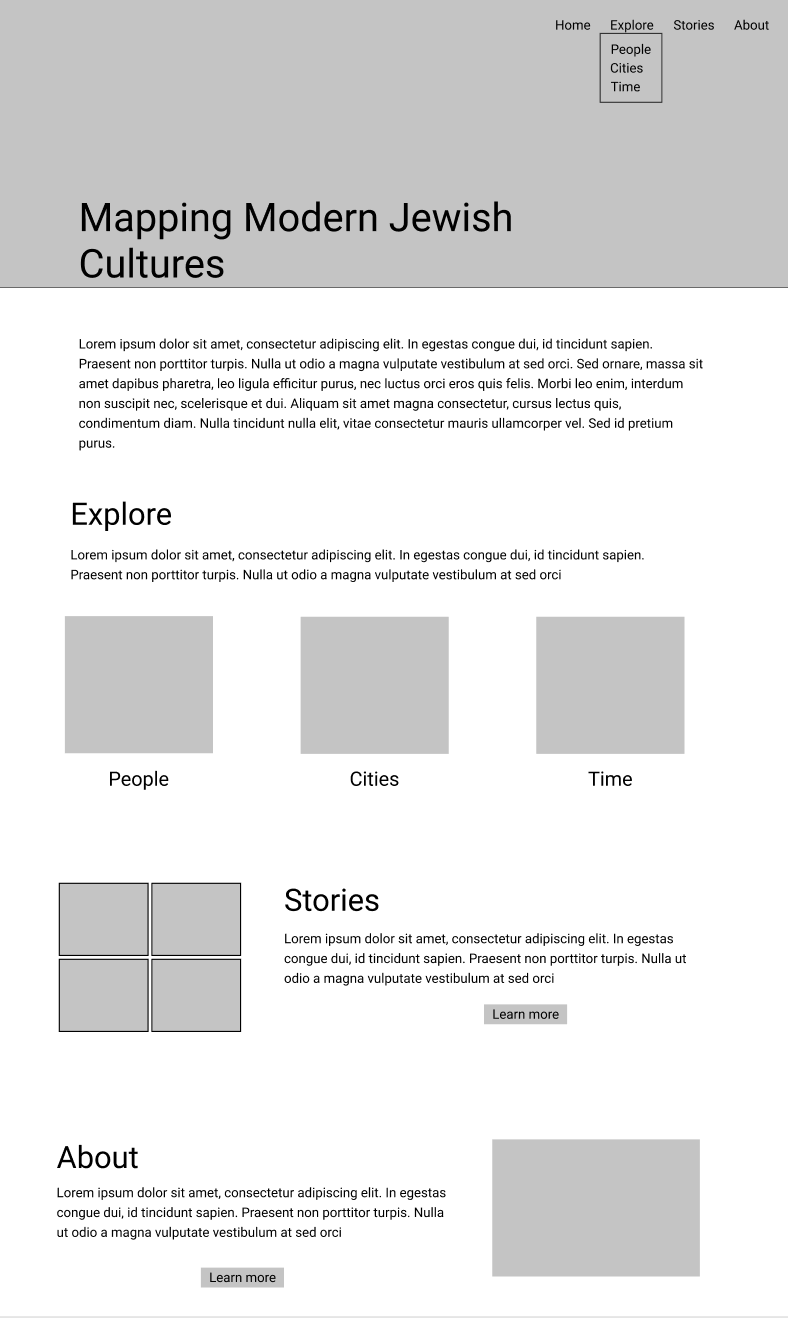 Home Explore Stories About
People
Cities
Time
Mapping Modern Jewish
Cultures
Lorem ipsum dolor sit amet, consectetur adipiscing elit. In egestas congue dui, id tincidunt sapien.
Praesent non porttitor turpis. Nulla ut odio a magna vulputate vestibulum at sed orci. Sed ornare, massa sit
amet dapibus pharetra, leo ligula efficitur purus, nec luctus orci eros quis felis. Morbi leo enim, interdum
non suscipit nec, scelerisque et dui. Aliquam sit amet magna consectetur, cursus lectus quis,
condimentum diam. Nulla tincidunt nulla elit, vitae consectetur mauris ullamcorper vel. Sed id pretium
purus.
Explore
Lorem ipsum dolor sit amet, consectetur adipiscing elit. In egestas congue dui, id tincidunt sapien.
Praesent non porttitor turpis. Nulla ut odio a magna vulputate vestibulum at sed orci
People Cities Time
Stories
Lorem ipsum dolor sit amet, consectetur adipiscing elit. In egestas
congue dui, id tincidunt sapien. Praesent non porttitor turpis. Nulla ut
odio a magna vulputate vestibulum at sed orci
Learn more
About
Lorem ipsum dolor sit amet, consectetur adipiscing elit. In egestas
congue dui, id tincidunt sapien. Praesent non porttitor turpis. Nulla
ut odio a magna vulputate vestibulum at sed orci
Learn more